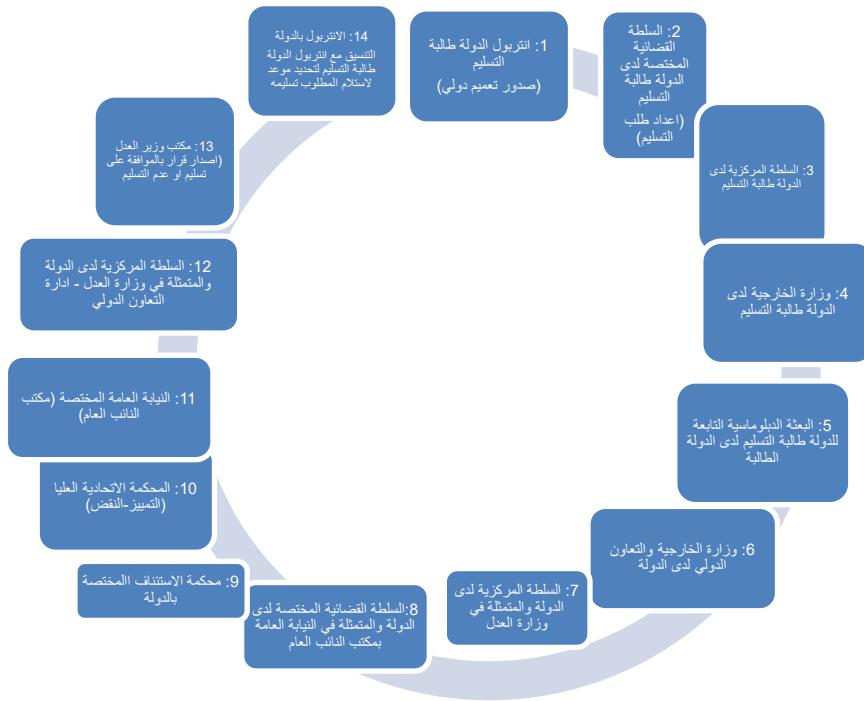 1: انتربول الدولة طالبة
التسليم
(صدور تعميم دولي)
2: السلطة
القضائية
المختصة لدى
الدولة طالبة
التسليم
(اعداد طلب
التسليم)
3: السلطة المركزية لدى
الدولة طالبة التسليم
4: وزارة الخارجية لدى
الدولة طالبة التسليم
5: البعثة الدبلوماسية التابعة
للدولة طالبة التسليم لدى الدولة
الطالبة
6: وزارة الخارجية والتعاون
الدولي لدى الدولة
7: السلطة المركزية لدى
الدولة والمتمثلة في
وزارة العدل
8:السلطة القضائية المختصة لدى
الدولة والمتمثلة في النيابة العامة
بمكتب النائب العام
9: محكمة الاستئناف االمختصة
بالدولة
10: المحكمة الاتحادية العليا
(التمييز-النقض)
11: النيابة العامة المختصة (مكتب
النائب العام)
12: السلطة المركزية لدى الدولة
والمتمثلة في وزارة العدل - ادارة
التعاون الدولي
13: مكتب وزير العدل
(اصدار قرار بالموافقة على
تسليم او عدم التسليم
14: الانتربول بالدولة
التنسيق مع انتربول الدولة
طالبة التسليم لتحديد موعد
لاستلام المطلوب تسليمه